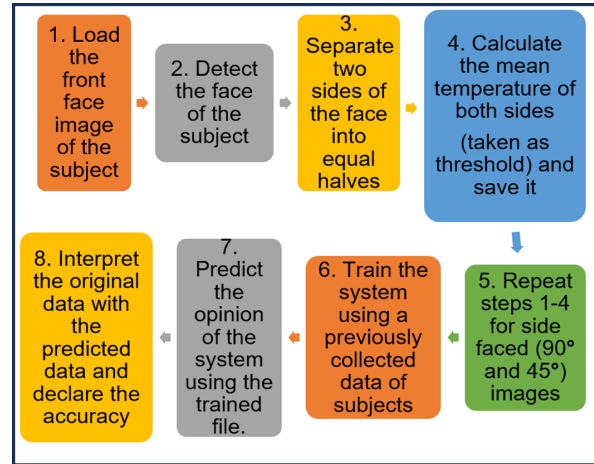 1. Load
the
front
face
image
of the
subject
2. Detect
the face of
the subject
3.
Separate
two
sides of
the face
into
equal
halves
4. Calculate
the mean
temperature of
both sides
(taken as
threshold) and
save it
5. Repeat
steps 1-4
for side
faced (90°
and 45°)
images
6. Train the
system
using a
previously
collected
data of
subjects
7.
Predict
the
opinion of
the
system
using the
trained
file.
8. Interpret
the original
data with
the
predicted
data and
declare the
accuracy